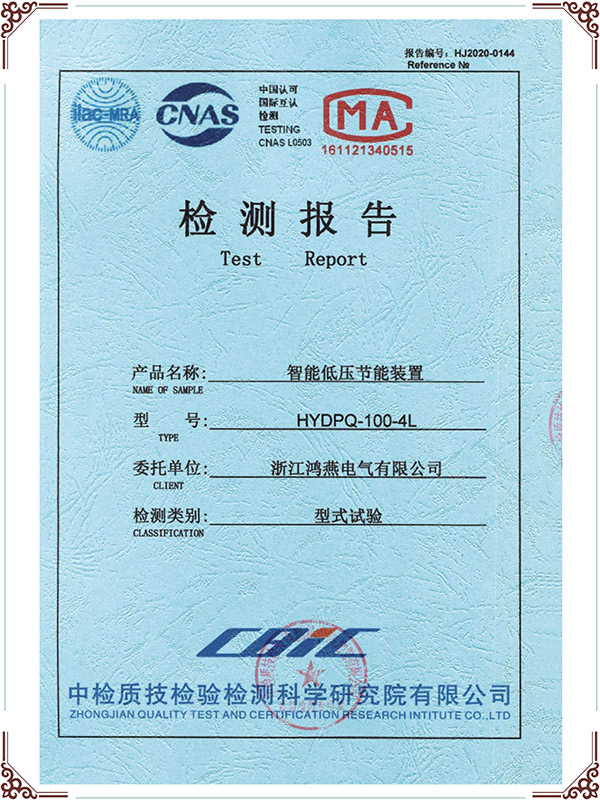 报告编号：HJ2020-0144
Reference №
ilac-MRA
CNAS
中国认可
国际互认
检测
TESTING
CNAS L0503
MA
161121340515
检测报告
Test Report
产品名称: 智能低压节能装置
NAME OF SAMPLE
型 号: HYDPQ-100-4L
TYPE
委托单位: 浙江鸿燕电气有限公司
CLIENT
检测类别: 型式试验
CLASSIFICATION
中检质技检验检测科学研究院有限公司
ZHONGJIAN QUALITY TEST AND CERTIFICATION RESEARCH INTITUTE CO.,LTD